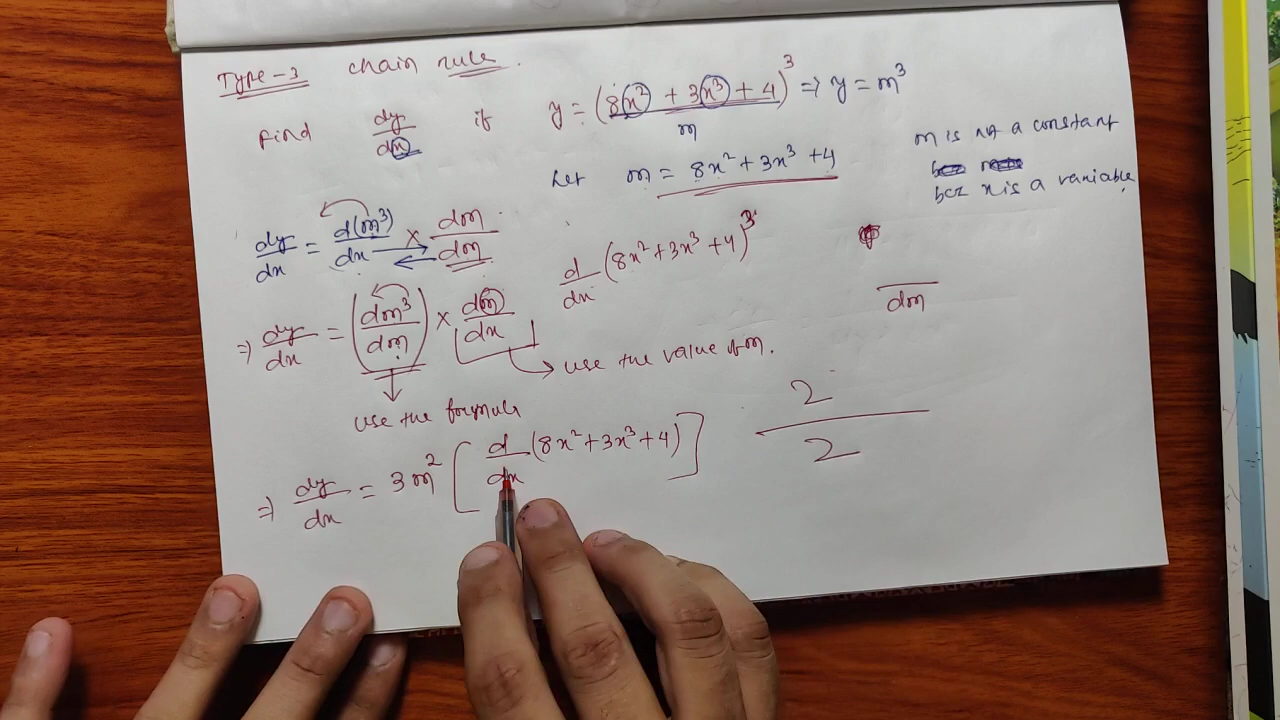 Type-3 chain rule.
Find dy/dx if y = (8x² + 3x³ + 4)³ ⇒ y = m³
m
Let m = 8x² + 3x³ + 4
m is not a constant
bcz x is a variable,
dy/dx = d(m³)/dx × dm/dm
d/dx (8x² + 3x³ + 4)³
dm
⇒ dy/dx = (dm³/dm) × dm/dx
→ use the value of m.
use the formula
2/2
⇒ dy/dx = 3m² [d/dx (8x² + 3x³ + 4)]